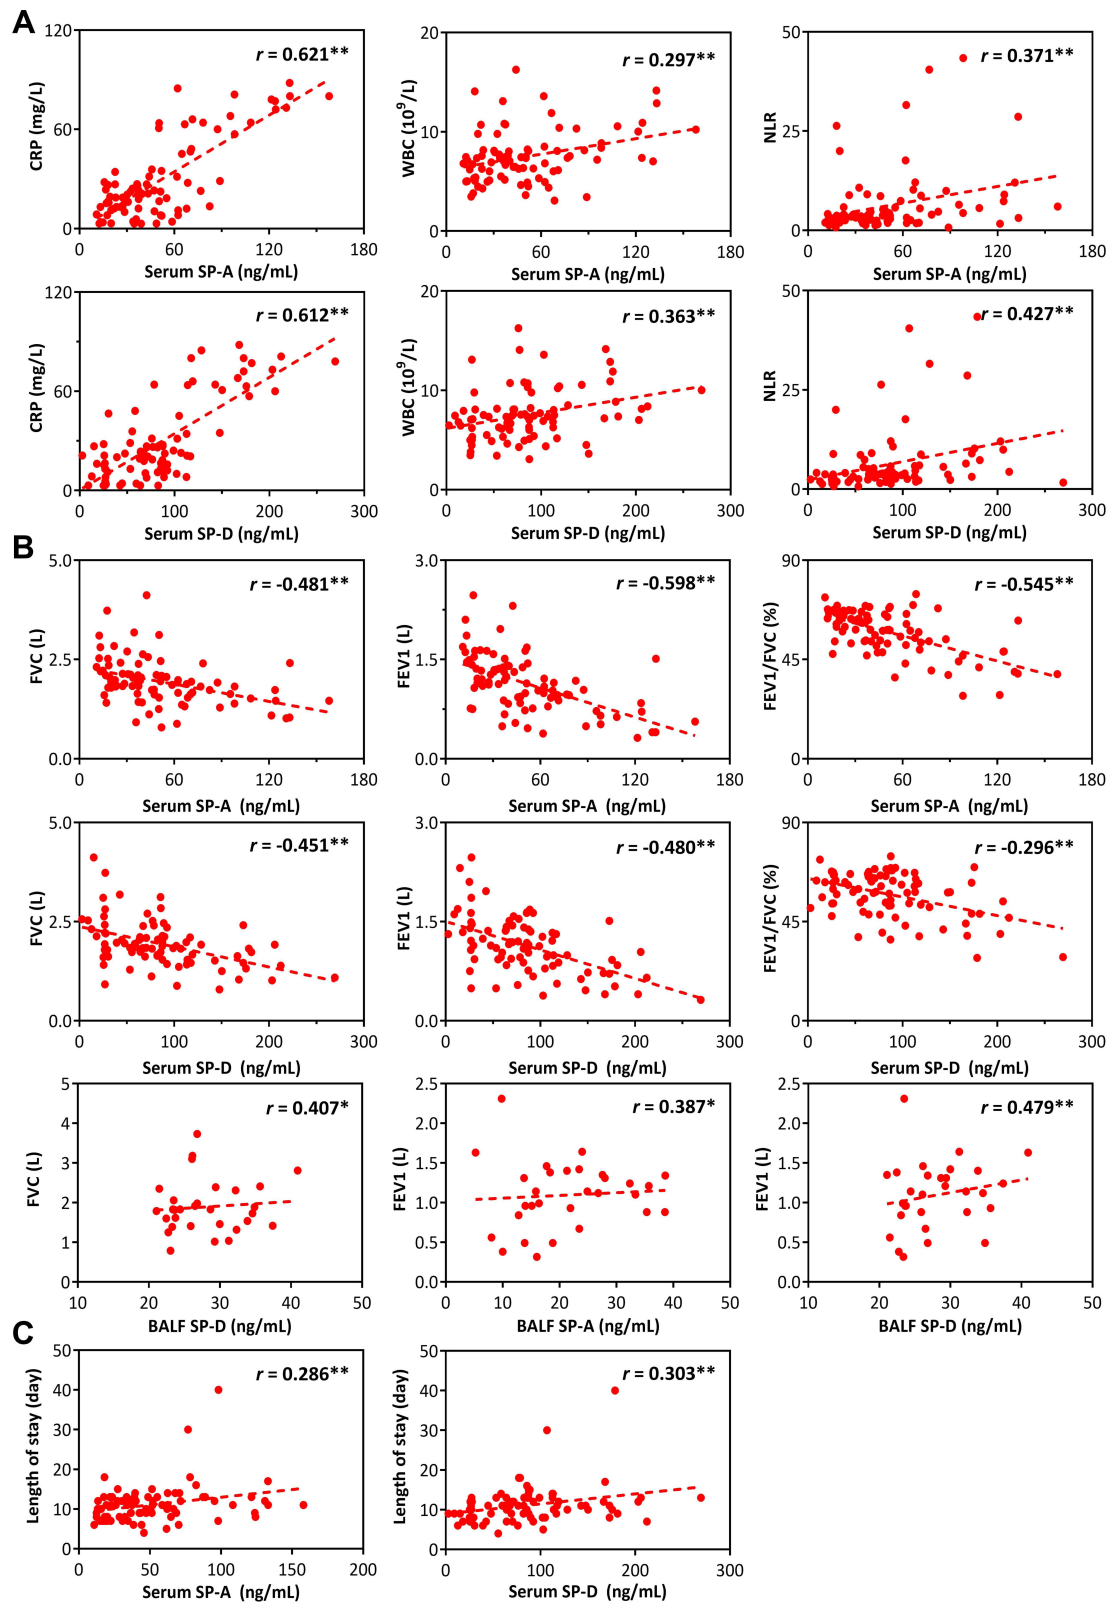 A
r = 0.621**
r = 0.297**
r = 0.371**
CRP (mg/L)
WBC (10⁹/L)
NLR
120
60
0
20
10
0
50
25
0
0 60 120 180
0 60 120 180
0 60 120 180
Serum SP-A (ng/mL)
Serum SP-A (ng/mL)
Serum SP-A (ng/mL)
r = 0.612**
r = 0.363**
r = 0.427**
CRP (mg/L)
WBC (10⁹/L)
NLR
120
60
0
20
10
0
50
25
0
0 100 200 300
0 100 200 300
0 100 200 300
Serum SP-D (ng/mL)
Serum SP-D (ng/mL)
Serum SP-D (ng/mL)
B
r = -0.481**
r = -0.598**
r = -0.545**
FVC (L)
FEV1 (L)
FEV1/FVC (%)
5.0
2.5
0.0
3.0
1.5
0.0
90
45
0
0 60 120 180
0 60 120 180
0 60 120 180
Serum SP-A (ng/mL)
Serum SP-A (ng/mL)
Serum SP-A (ng/mL)
r = -0.451**
r = -0.480**
r = -0.296**
FVC (L)
FEV1 (L)
FEV1/FVC (%)
5.0
2.5
0.0
3.0
1.5
0.0
90
45
0
0 100 200 300
0 100 200 300
0 100 200 300
Serum SP-D (ng/mL)
Serum SP-D (ng/mL)
Serum SP-D (ng/mL)
r = 0.407*
r = 0.387*
r = 0.479**
FVC (L)
FEV1 (L)
FEV1 (L)
5
4
3
2
1
0
2.5
2.0
1.5
1.0
0.5
0.0
2.5
2.0
1.5
1.0
0.5
0.0
10 20 30 40 50
0 10 20 30 40 50
10 20 30 40 50
BALF SP-D (ng/mL)
BALF SP-A (ng/mL)
BALF SP-D (ng/mL)
C
r = 0.286**
r = 0.303**
Length of stay (day)
Length of stay (day)
50
40
30
20
10
0
50
40
30
20
10
0
0 50 100 150 200
0 100 200 300
Serum SP-A (ng/mL)
Serum SP-D (ng/mL)